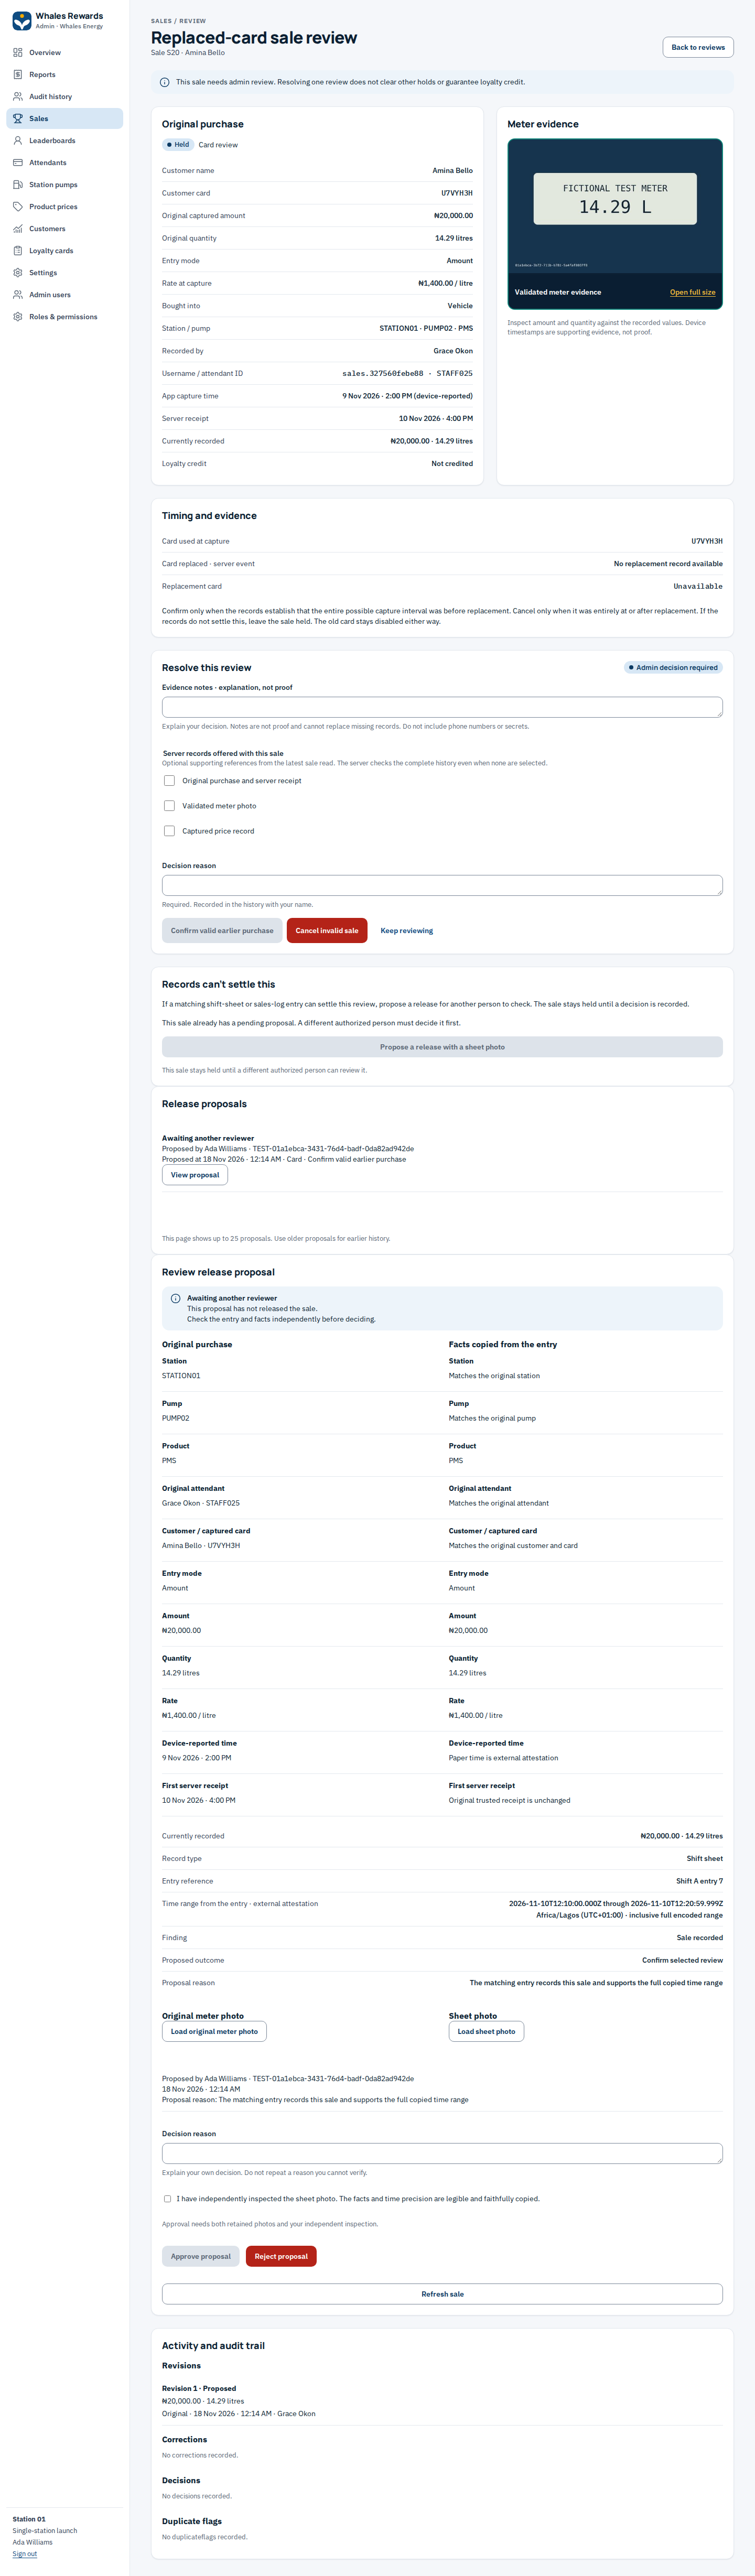 Whales Rewards
Admin · Whales Energy
Overview
Reports
Audit history
Sales
Leaderboards
Attendants
Station pumps
Product prices
Customers
Loyalty cards
Settings
Admin users
Roles & permissions
SALES / REVIEW
Replaced-card sale review
Sale S20 · Amina Bello
Back to reviews
This sale needs admin review. Resolving one review does not clear other holds or guarantee loyalty credit.
Original purchase
Held Card review
Customer name Amina Bello
Customer card U7VYH3H
Original captured amount ₦20,000.00
Original quantity 14.29 litres
Entry mode Amount
Rate at capture ₦1,400.00 / litre
Bought into Vehicle
Station / pump STATION01 · PUMP02 · PMS
Recorded by Grace Okon
Username / attendant ID sales.327560febe88 · STAFF025
App capture time 9 Nov 2026 · 2:00 PM (device-reported)
Server receipt 10 Nov 2026 · 4:00 PM
Currently recorded ₦20,000.00 · 14.29 litres
Loyalty credit Not credited
Meter evidence
FICTIONAL TEST METER
14.29 L
Validated meter evidence Open full size
Inspect amount and quantity against the recorded values. Device
timestamps are supporting evidence, not proof.
Timing and evidence
Card used at capture U7VYH3H
Card replaced · server event No replacement record available
Replacement card Unavailable
Confirm only when the records establish that the entire possible capture interval was before replacement. Cancel only when it was entirely at or after replacement. If the
records do not settle this, leave the sale held. The old card stays disabled either way.
Resolve this review
Admin decision required
Evidence notes · explanation, not proof
Explain your decision. Notes are not proof and cannot replace missing records. Do not include phone numbers or secrets.
Server records offered with this sale
Optional supporting references from the latest sale read. The server checks the complete history even when none are selected.
Original purchase and server receipt
Validated meter photo
Captured price record
Decision reason
Required. Recorded in the history with your name.
Confirm valid earlier purchase Cancel invalid sale Keep reviewing
Records can't settle this
If a matching shift-sheet or sales-log entry can settle this review, propose a release for another person to check. The sale stays held until a decision is recorded.
This sale already has a pending proposal. A different authorized person must decide it first.
Propose a release with a sheet photo
This sale stays held until a different authorized person can review it.
Release proposals
Awaiting another reviewer
Proposed by Ada Williams · TEST-01a1ebca-3431-76d4-badf-0da82ad942de
Proposed at 18 Nov 2026 · 12:14 AM · Card · Confirm valid earlier purchase
View proposal
This page shows up to 25 proposals. Use older proposals for earlier history.
Review release proposal
Awaiting another reviewer
This proposal has not released the sale.
Check the entry and facts independently before deciding.
Original purchase Facts copied from the entry
Station Station
STATION01 Matches the original station
Pump Pump
PUMP02 Matches the original pump
Product Product
PMS PMS
Original attendant Original attendant
Grace Okon · STAFF025 Matches the original attendant
Customer / captured card Customer / captured card
Amina Bello · U7VYH3H Matches the original customer and card
Entry mode Entry mode
Amount Amount
Amount Amount
₦20,000.00 ₦20,000.00
Quantity Quantity
14.29 litres 14.29 litres
Rate Rate
₦1,400.00 / litre ₦1,400.00 / litre
Device-reported time Device-reported time
9 Nov 2026 · 2:00 PM Paper time is external attestation
First server receipt First server receipt
10 Nov 2026 · 4:00 PM Original trusted receipt is unchanged
Currently recorded ₦20,000.00 · 14.29 litres
Record type Shift sheet
Entry reference Shift A entry 7
Time range from the entry · external attestation 2026-11-10T12:10:00.000Z through 2026-11-10T12:20:59.999Z
Africa/Lagos (UTC+01:00) · inclusive full encoded range
Finding Sale recorded
Proposed outcome Confirm selected review
Proposal reason The matching entry records this sale and supports the full copied time range
Original meter photo Sheet photo
Load original meter photo Load sheet photo
Proposed by Ada Williams · TEST-01a1ebca-3431-76d4-badf-0da82ad942de
18 Nov 2026 · 12:14 AM
Proposal reason: The matching entry records this sale and supports the full copied time range
Decision reason
Explain your own decision. Do not repeat a reason you cannot verify.
I have independently inspected the sheet photo. The facts and time precision are legible and faithfully copied.
Approval needs both retained photos and your independent inspection.
Approve proposal Reject proposal
Refresh sale
Activity and audit trail
Revisions
Revision 1 · Proposed
₦20,000.00 · 14.29 litres
Original · 18 Nov 2026 · 12:14 AM · Grace Okon
Corrections
No corrections recorded.
Decisions
No decisions recorded.
Duplicate flags
No duplicateflags recorded.
Station 01
Single-station launch
Ada Williams
Sign out